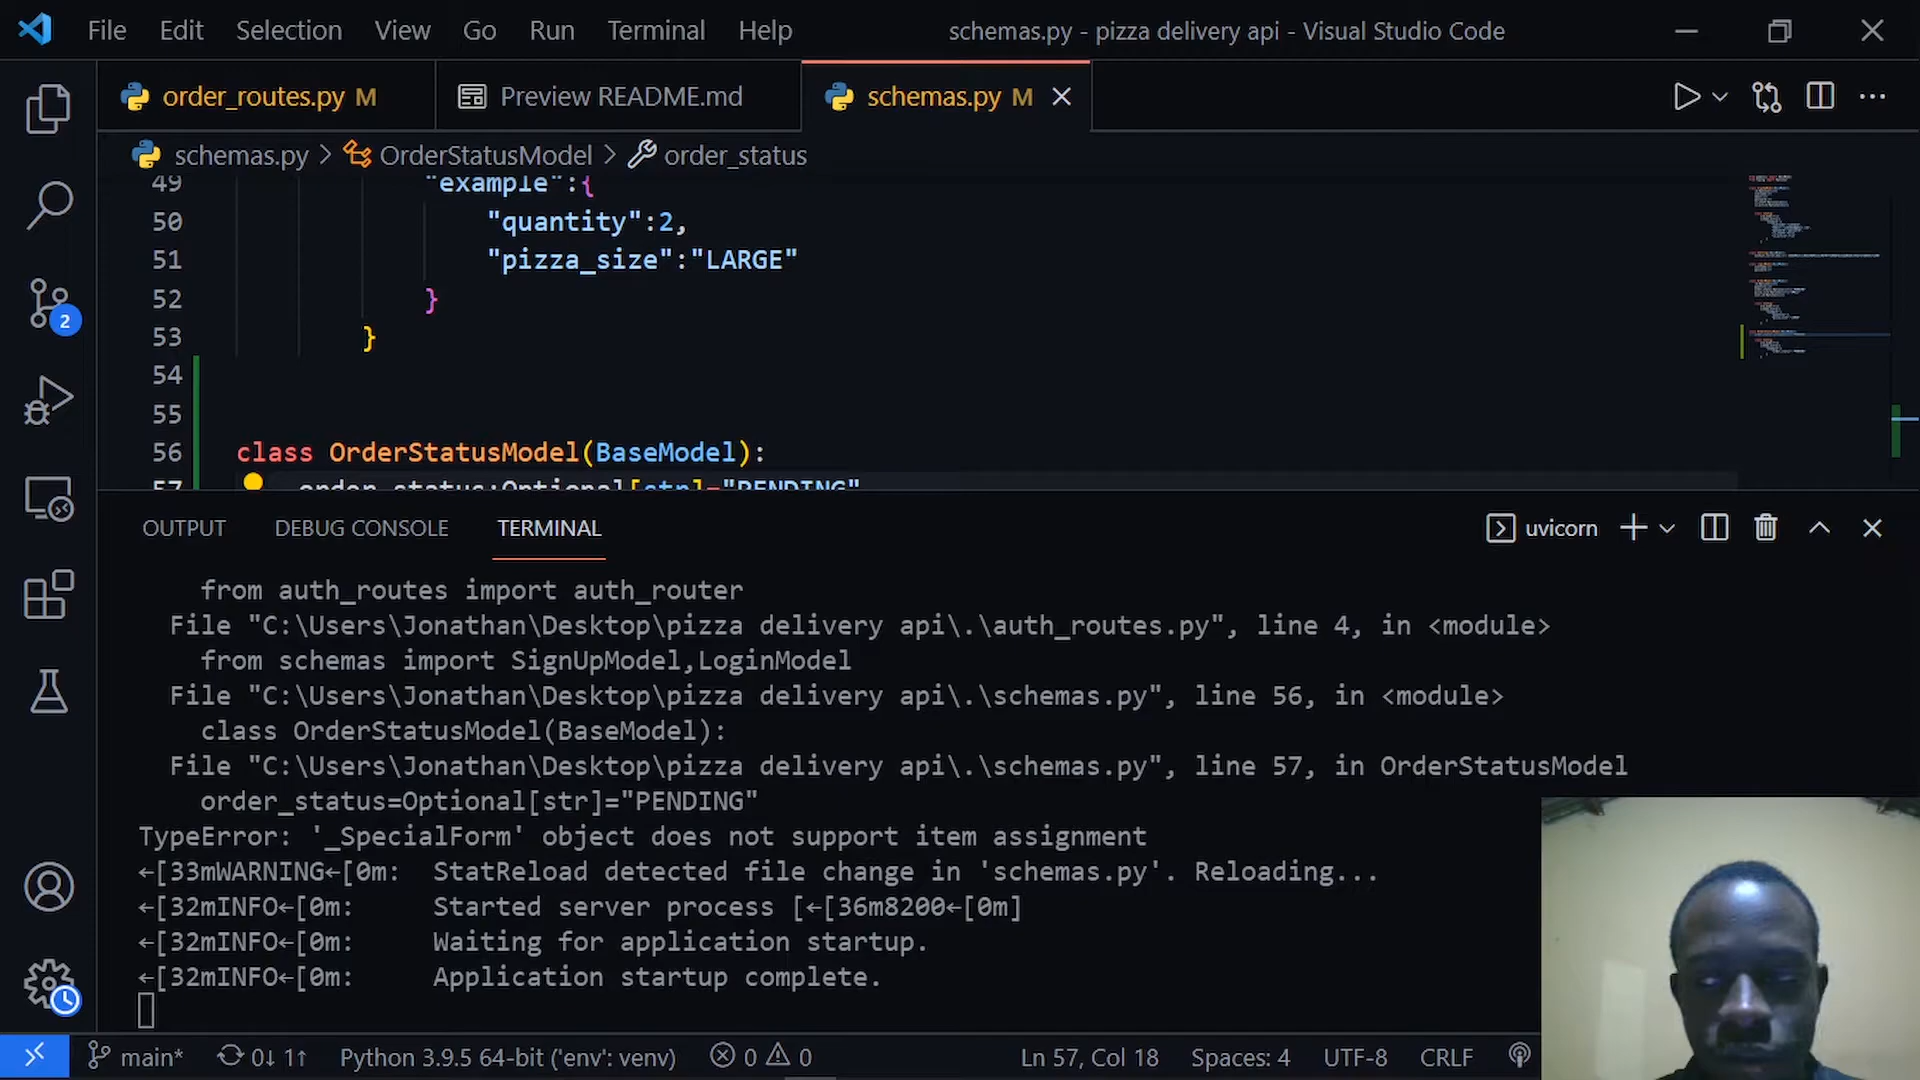 File Edit Selection View Go Run Terminal Help schemas.py - pizza delivery api - Visual Studio Code
order_routes.py M Preview README.md schemas.py M
schemas.py > OrderStatusModel > order_status
49 "example":{
50 "quantity":2,
51 "pizza_size":"LARGE"
52 }
53 }
54
55
56 class OrderStatusModel(BaseModel):
57 order_status:Optional[str]="PENDING"
2
OUTPUT DEBUG CONSOLE TERMINAL uvicorn
from auth_routes import auth_router
File "C:\Users\Jonathan\Desktop\pizza delivery api\.\auth_routes.py", line 4, in <module>
from schemas import SignUpModel,LoginModel
File "C:\Users\Jonathan\Desktop\pizza delivery api\.\schemas.py", line 56, in <module>
class OrderStatusModel(BaseModel):
File "C:\Users\Jonathan\Desktop\pizza delivery api\.\schemas.py", line 57, in OrderStatusModel
order_status=Optional[str]="PENDING"
TypeError: '_SpecialForm' object does not support item assignment
←[33mWARNING←[0m: StatReload detected file change in 'schemas.py'. Reloading...
←[32mINFO←[0m: Started server process [←[36m8200←[0m]
←[32mINFO←[0m: Waiting for application startup.
←[32mINFO←[0m: Application startup complete.
main* 0↓ 1↑ Python 3.9.5 64-bit ('env': venv) 0 0 Ln 57, Col 18 Spaces: 4 UTF-8 CRLF